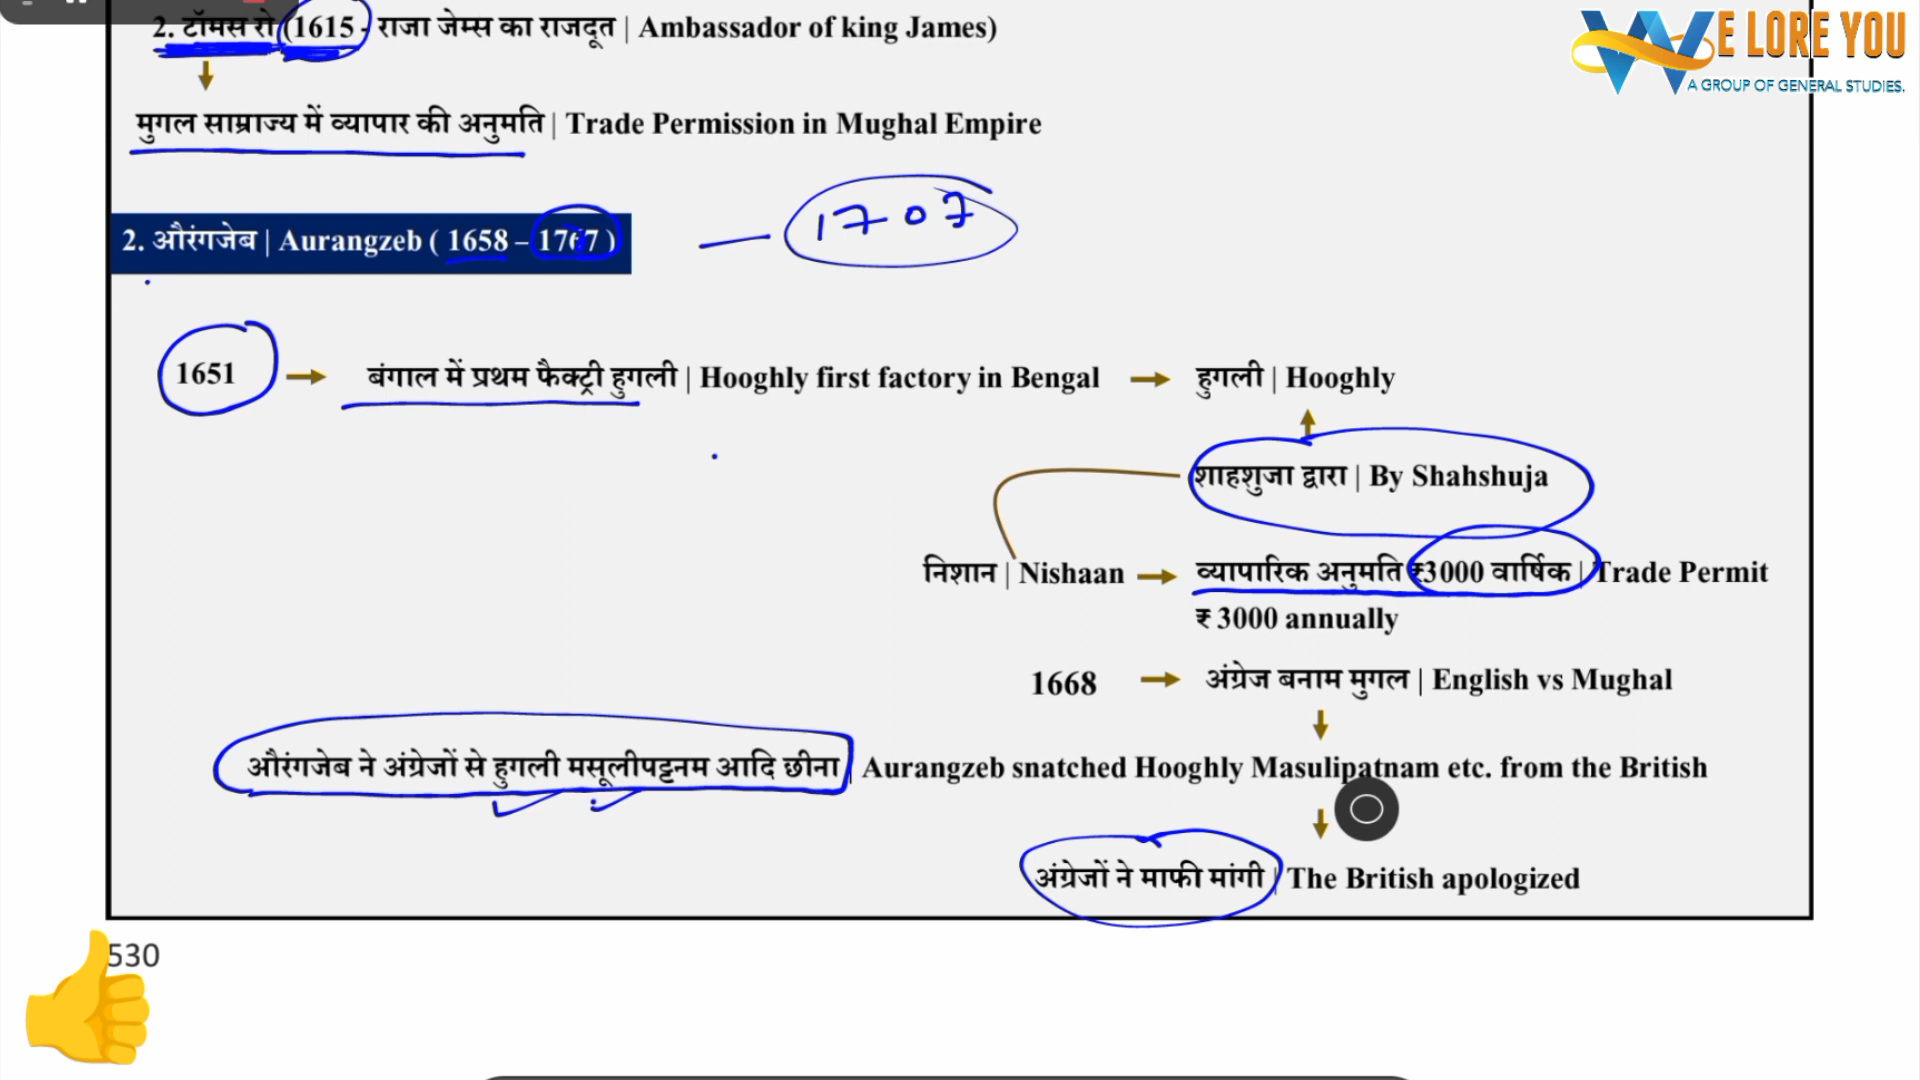 2. टॉमस रो (1615 - राजा जेम्स का राजदूत | Ambassador of king James)
WE LORE YOU
A GROUP OF GENERAL STUDIES.
मुगल साम्राज्य में व्यापार की अनुमति | Trade Permission in Mughal Empire
2. औरंगजेब | Aurangzeb ( 1658 – 1767 )
1707
1651 बंगाल में प्रथम फैक्ट्री हुगली | Hooghly first factory in Bengal हुगली | Hooghly
शाहशुजा द्वारा | By Shahshuja
निशान | Nishaan व्यापारिक अनुमति ₹3000 वार्षिक | Trade Permit
₹ 3000 annually
1668 अंग्रेज बनाम मुगल | English vs Mughal
औरंगजेब ने अंग्रेजों से हुगली मसूलीपट्टनम आदि छीना | Aurangzeb snatched Hooghly Masulipatnam etc. from the British
अंग्रेजों ने माफी मांगी | The British apologized
530